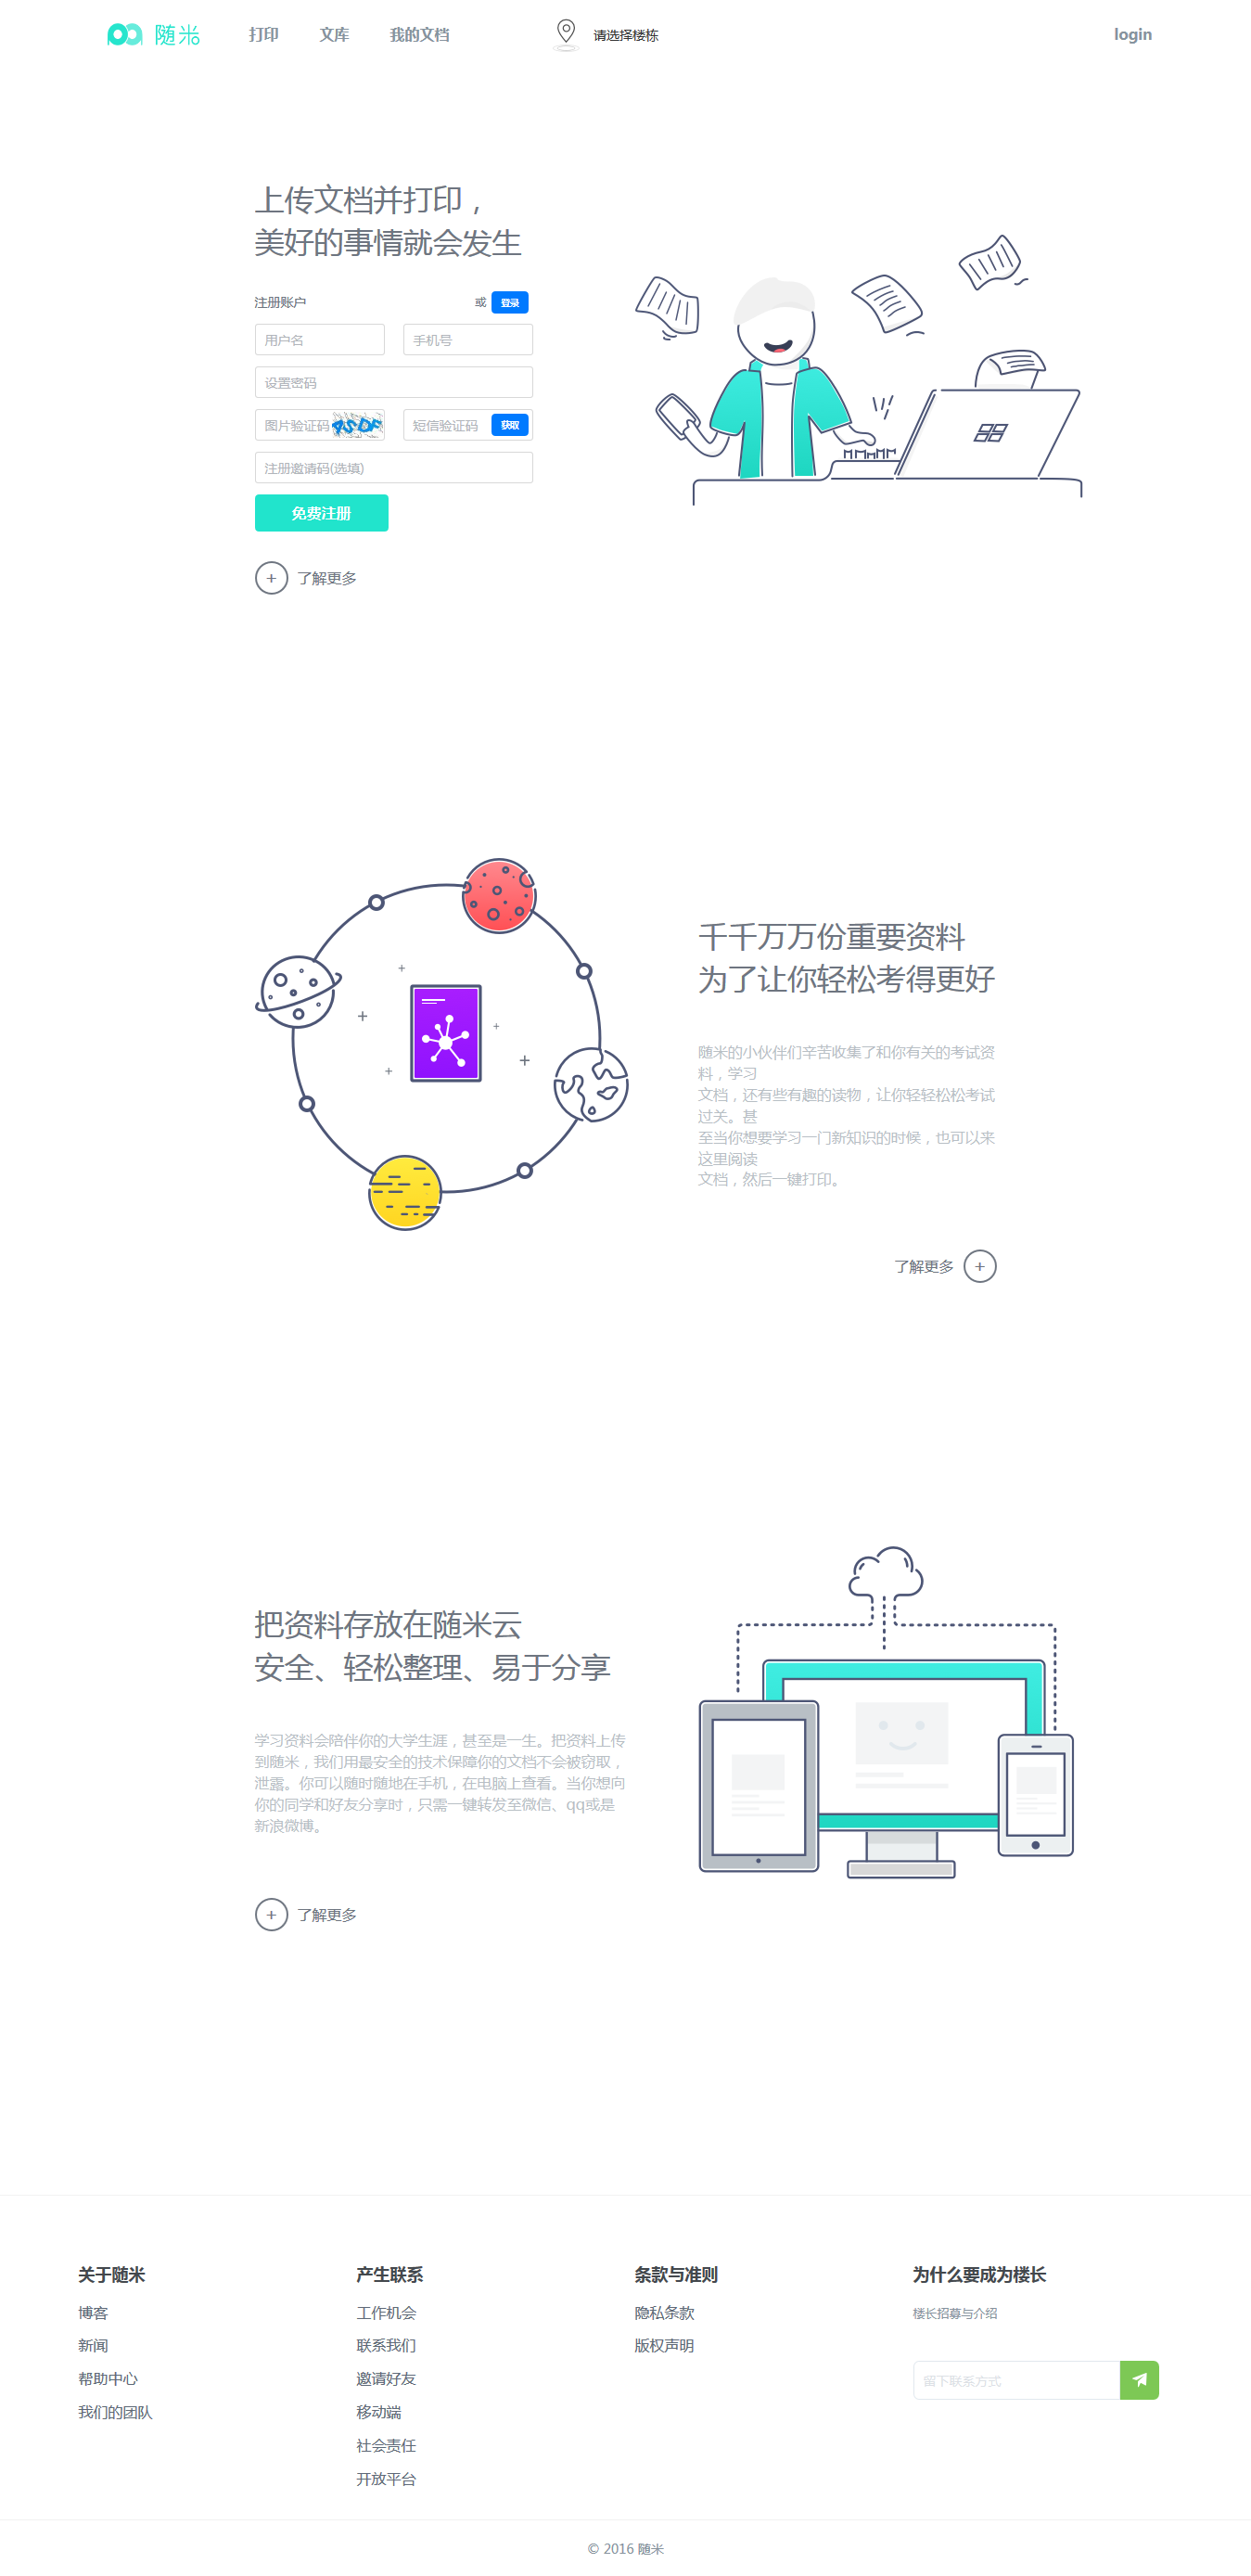 随米
打印
文库
我的文档
请选择楼栋
login
上传文档并打印，
美好的事情就会发生
注册账户
或 登录
用户名
手机号
设置密码
图片验证码 ASDF
短信验证码 获取
注册邀请码(选填)
免费注册
+ 了解更多
千千万万份重要资料
为了让你轻松考得更好
随米的小伙伴们辛苦收集了和你有关的考试资
料，学习
文档，还有些有趣的读物，让你轻轻松松考试
过关。甚
至当你想要学习一门新知识的时候，也可以来
这里阅读
文档，然后一键打印。
了解更多 +
把资料存放在随米云
安全、轻松整理、易于分享
学习资料会陪伴你的大学生涯，甚至是一生。把资料上传
到随米，我们用最安全的技术保障你的文档不会被窃取，
泄露。你可以随时随地在手机，在电脑上查看。当你想向
你的同学和好友分享时，只需一键转发至微信、qq或是
新浪微博。
+ 了解更多
关于随米
博客
新闻
帮助中心
我们的团队
产生联系
工作机会
联系我们
邀请好友
移动端
社会责任
开放平台
条款与准则
隐私条款
版权声明
为什么要成为楼长
楼长招募与介绍
留下联系方式
© 2016 随米